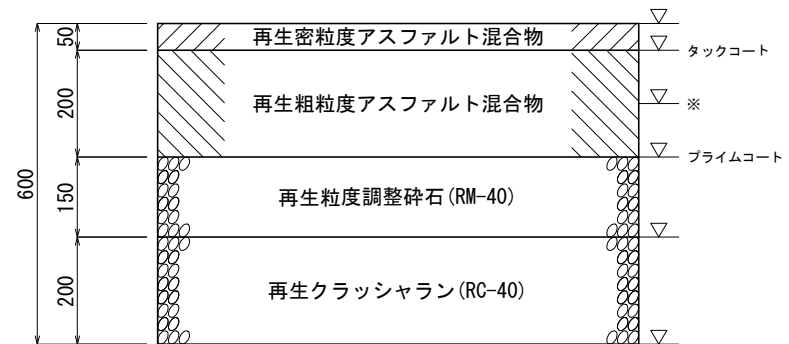 50
再生密粒度アスファルト混合物
タックコート
200
再生粗粒度アスファルト混合物
※
プライムコート
600
150
再生粒度調整砕石(RM-40)
200
再生クラッシャラン(RC-40)